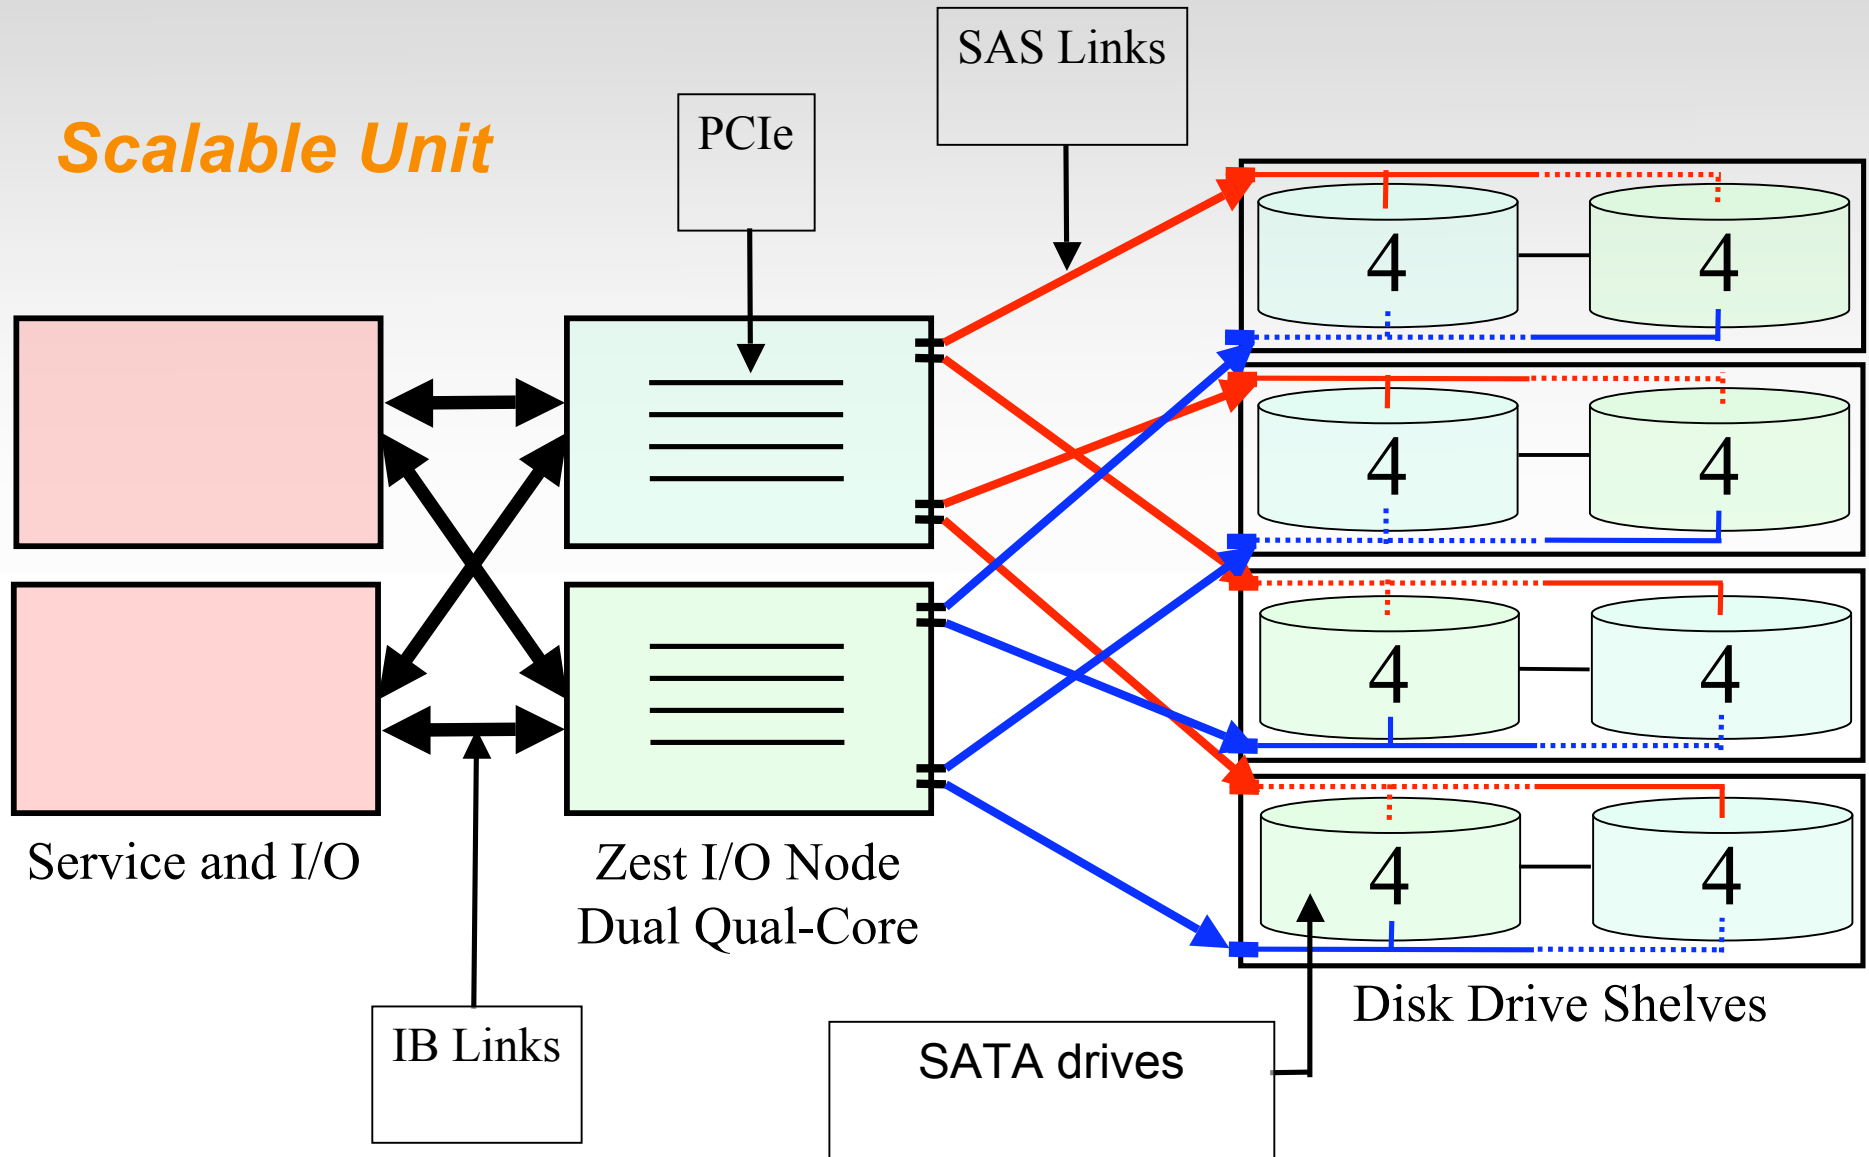 SAS Links
PCIe
Scalable Unit
4 4
4 4
4 4
4 4
Service and I/O
Zest I/O Node
Dual Qual-Core
Disk Drive Shelves
IB Links
SATA drives